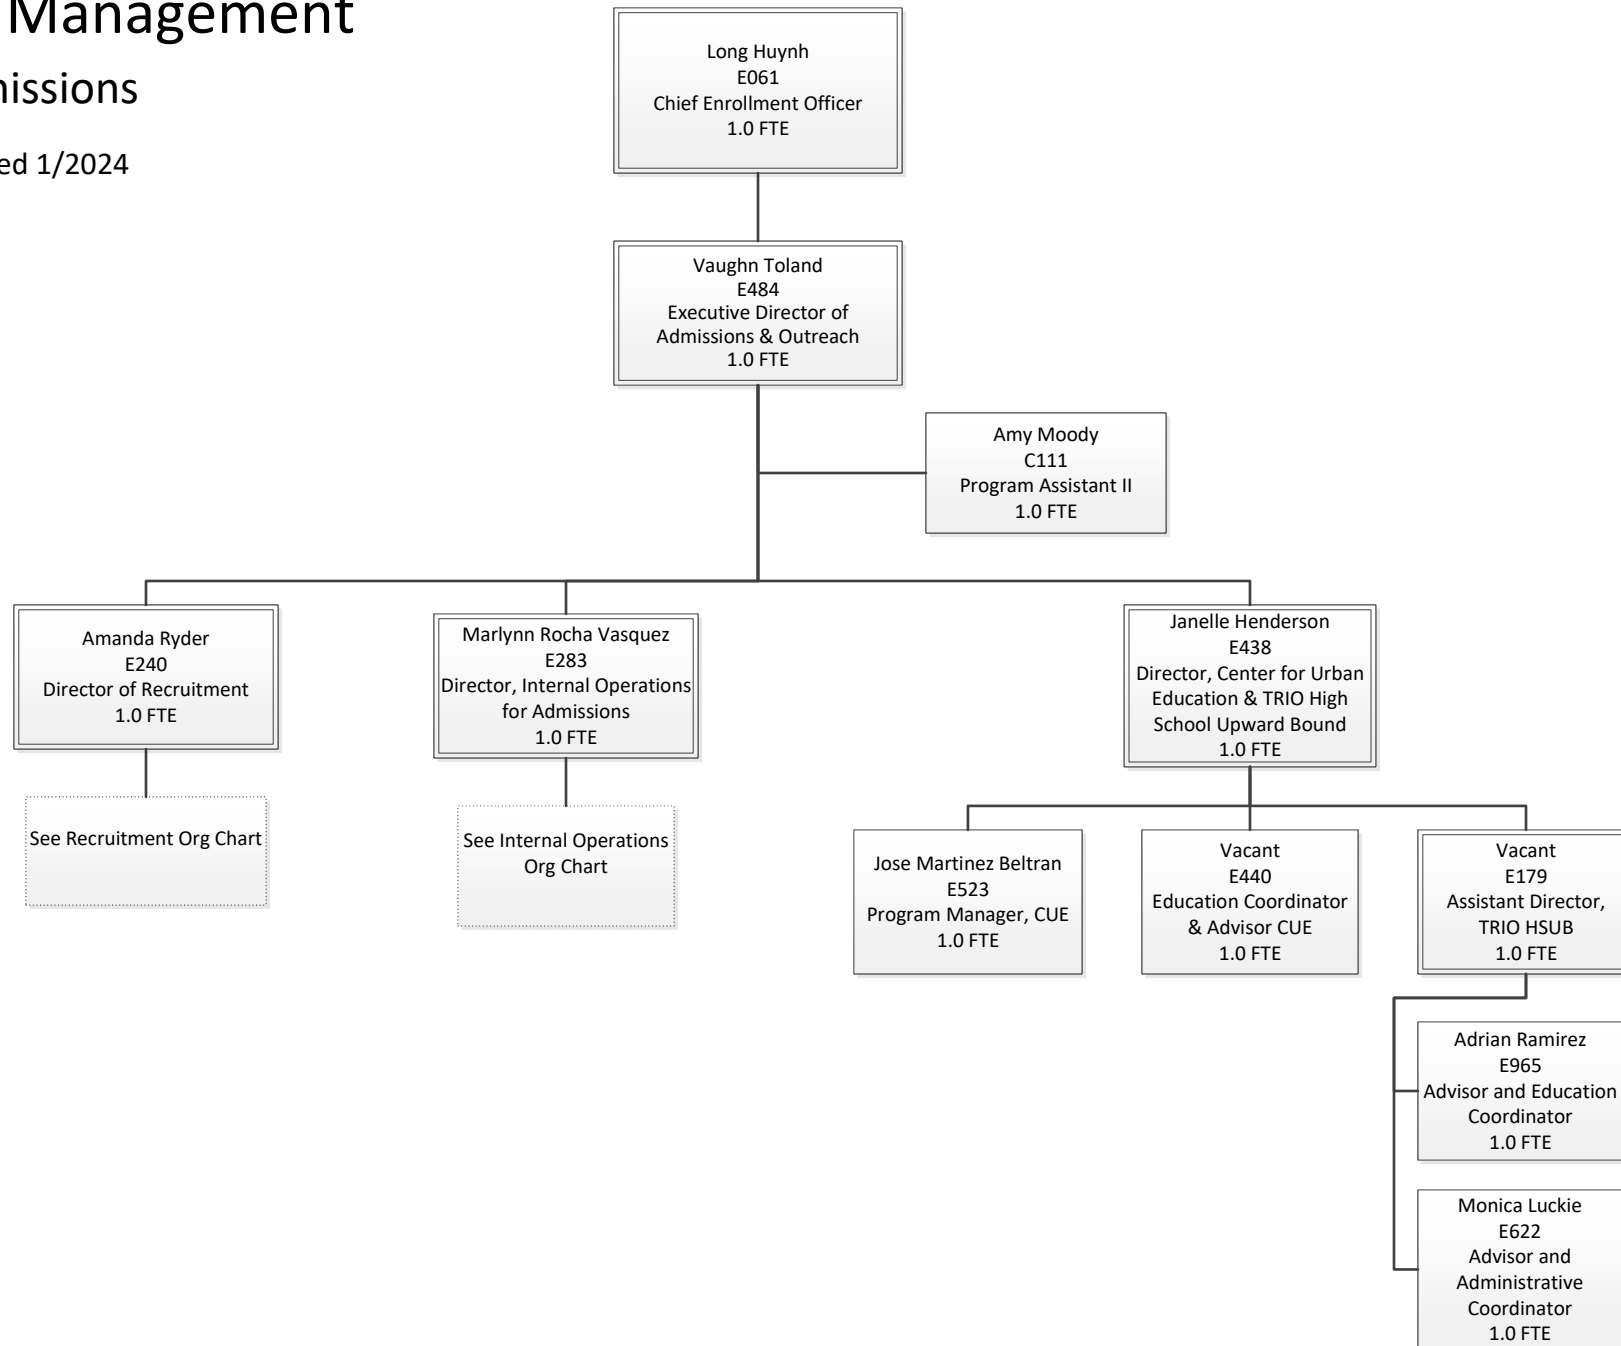 Management
nissions
ed 1/2024
Long Huynh
E061
Chief Enrollment Officer
1.0 FTE
Vaughn Toland
E484
Executive Director of
Admissions & Outreach
1.0 FTE
Amy Moody
C111
Program Assistant II
1.0 FTE
Amanda Ryder
E240
Director of Recruitment
1.0 FTE
Marlynn Rocha Vasquez
E283
Director, Internal Operations
for Admissions
1.0 FTE
Janelle Henderson
E438
Director, Center for Urban
Education & TRIO High
School Upward Bound
1.0 FTE
See Recruitment Org Chart
See Internal Operations
Org Chart
Jose Martinez Beltran
E523
Program Manager, CUE
1.0 FTE
Vacant
E440
Education Coordinator
& Advisor CUE
1.0 FTE
Vacant
E179
Assistant Director,
TRIO HSUB
1.0 FTE
Adrian Ramirez
E965
Advisor and Education
Coordinator
1.0 FTE
Monica Luckie
E622
Advisor and
Administrative
Coordinator
1.0 FTE